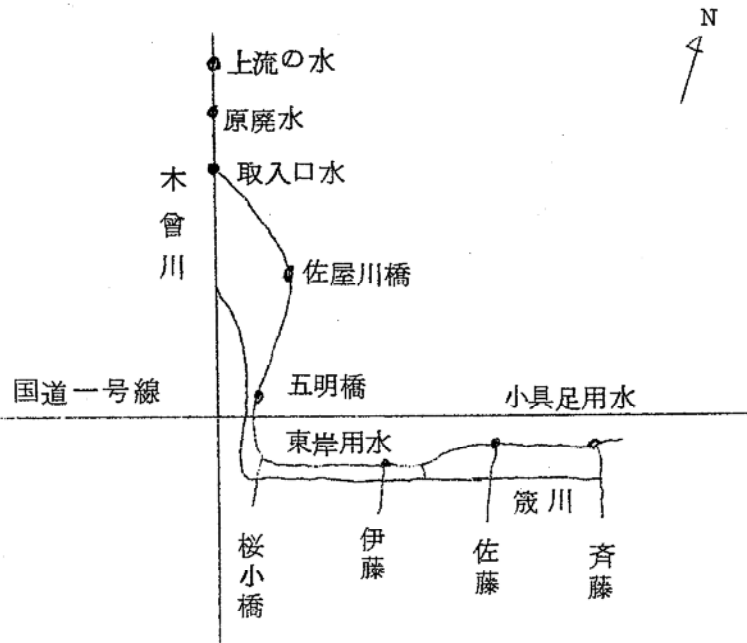 N
上流の水
原廃水
取入口水
木曾川
佐屋川橋
五明橋
国道一号線
小具足用水
東岸用水
筬川
桜小橋
伊藤
佐藤
斉藤